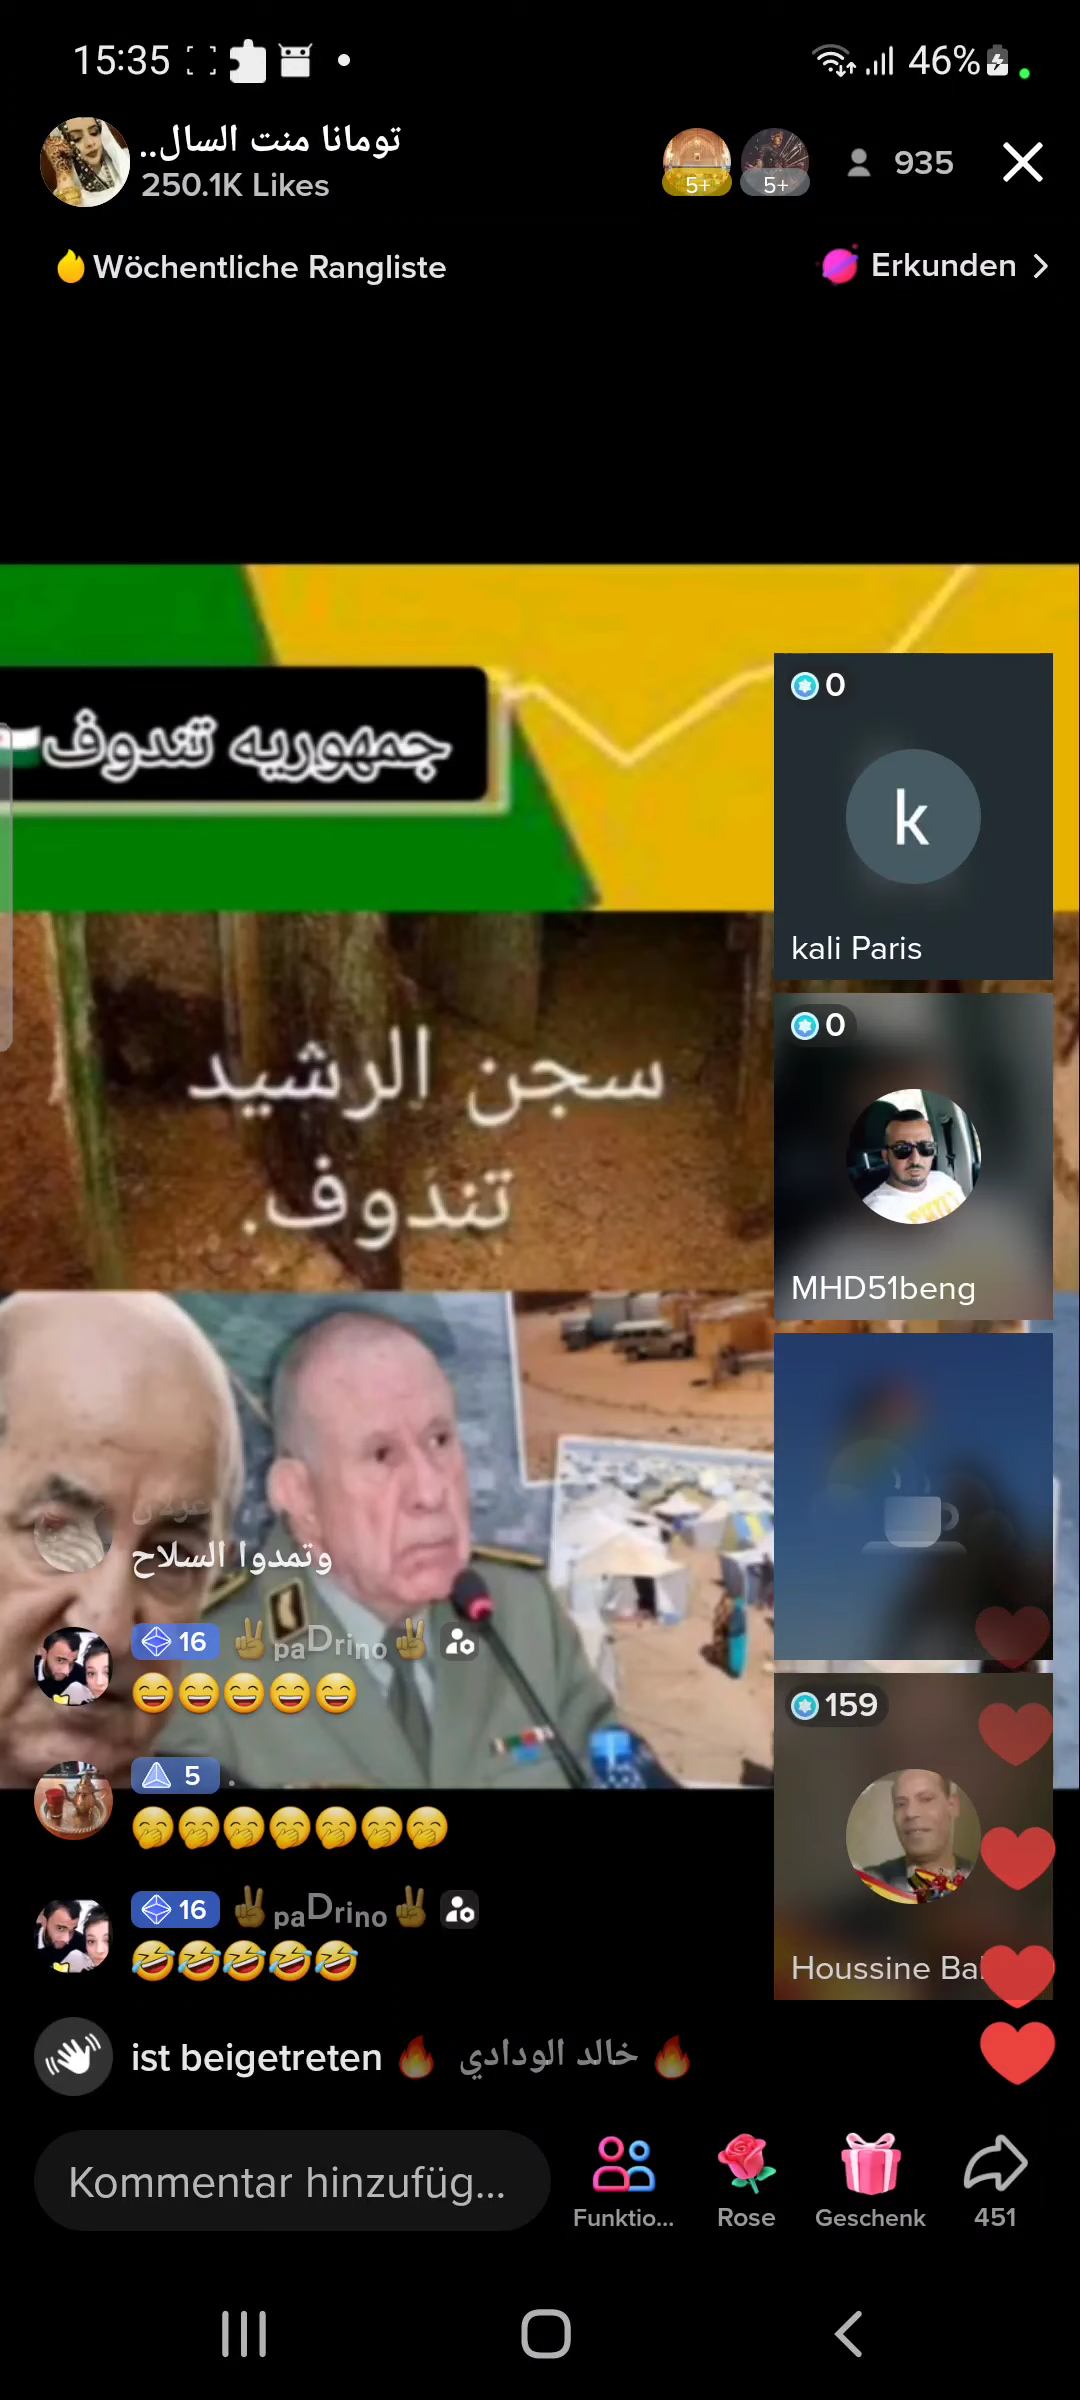 15:35
46%
تومانا منت السال..
250.1K Likes
5+
5+
935
Wöchentliche Rangliste
Erkunden
جمهوريه تندوف
0
k
kali Paris
سجن الرشيد
تندوف.
0
MHD51beng
وتمدوا السلاح
16 ✌paDrino✌
😄😄😄😄😄
159
5 .
🤭🤭🤭🤭🤭🤭🤭
16 ✌paDrino✌
🤣🤣🤣🤣🤣
Houssine Ba
ist beigetreten 🔥 خالد الودادي 🔥
Kommentar hinzufüg...
Funktio...
Rose
Geschenk
451